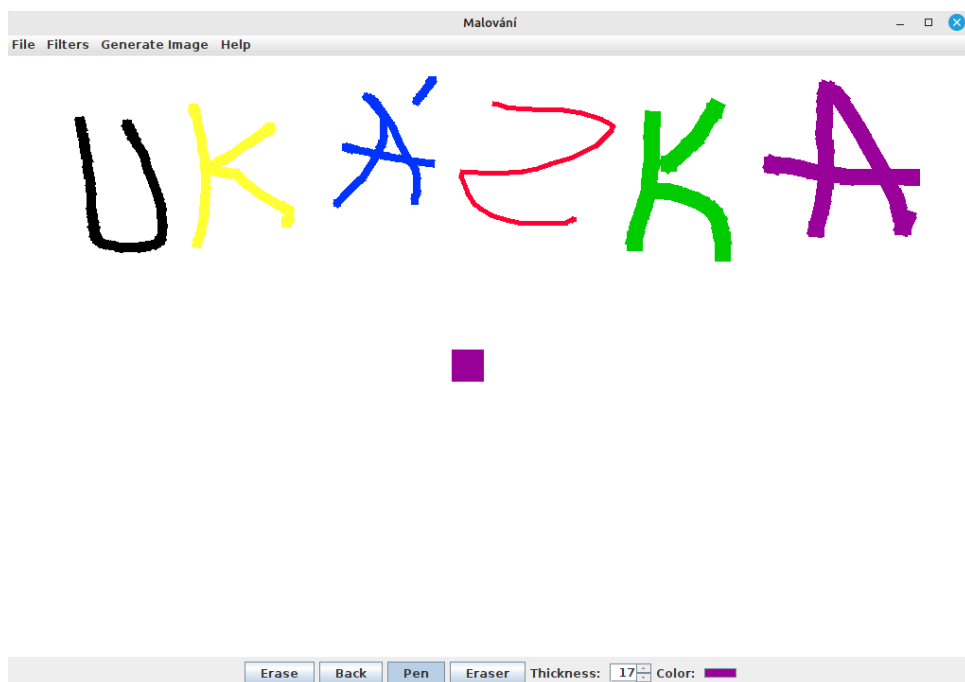 Malování
File Filters Generate Image Help
UKÁZKA
Erase Back Pen Eraser Thickness: 17 Color: